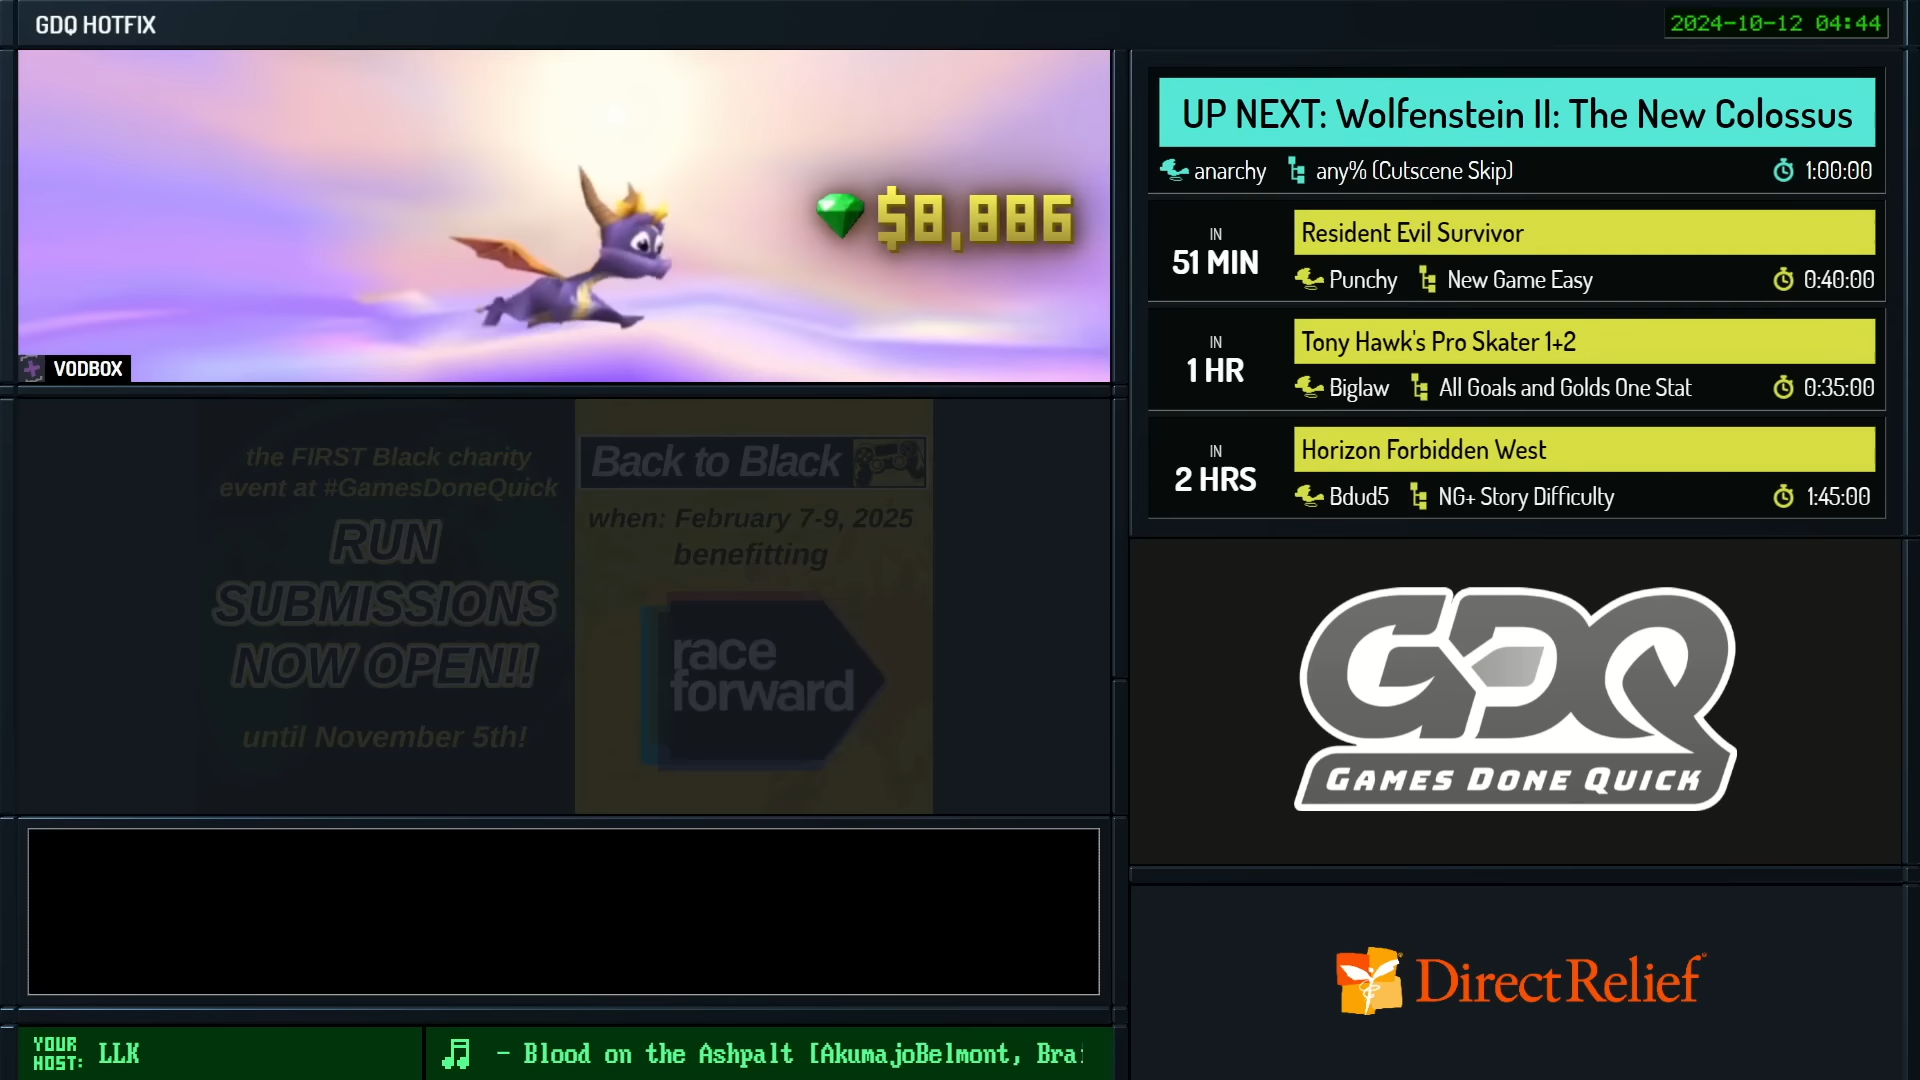 GDQ HOTFIX
2024-10-12 04:44
$8,886
VODBOX
the FIRST Black charity
event at #GamesDoneQuick
RUN
SUBMISSIONS
NOW OPEN!!
until November 5th!
Back to Black
when: February 7-9, 2025
benefitting
race
forward
UP NEXT: Wolfenstein II: The New Colossus
anarchy any% (Cutscene Skip) 1:00:00
IN
51 MIN
Resident Evil Survivor
Punchy New Game Easy 0:40:00
IN
1 HR
Tony Hawk's Pro Skater 1+2
Biglaw All Goals and Golds One Stat 0:35:00
IN
2 HRS
Horizon Forbidden West
Bdud5 NG+ Story Difficulty 1:45:00
GDQ
GAMES DONE QUICK
Direct Relief
YOUR
HOST: LLK
- Blood on the Ashpalt [AkumajoBelmont, Brai